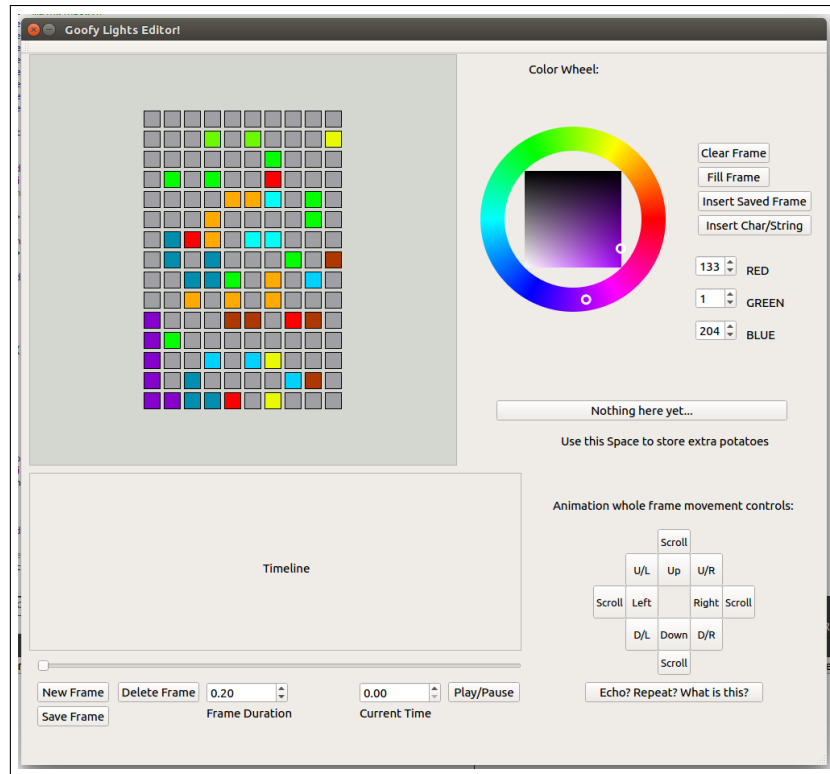 Goofy Lights Editor!
Color Wheel:
Clear Frame
Fill Frame
Insert Saved Frame
Insert Char/String
133 RED
1 GREEN
204 BLUE
Nothing here yet...
Use this Space to store extra potatoes
Timeline
Animation whole frame movement controls:
Scroll
U/L Up U/R
Scroll Left Right Scroll
D/L Down D/R
Scroll
Echo? Repeat? What is this?
New Frame Delete Frame 0.20 0.00 Play/Pause
Save Frame Frame Duration Current Time